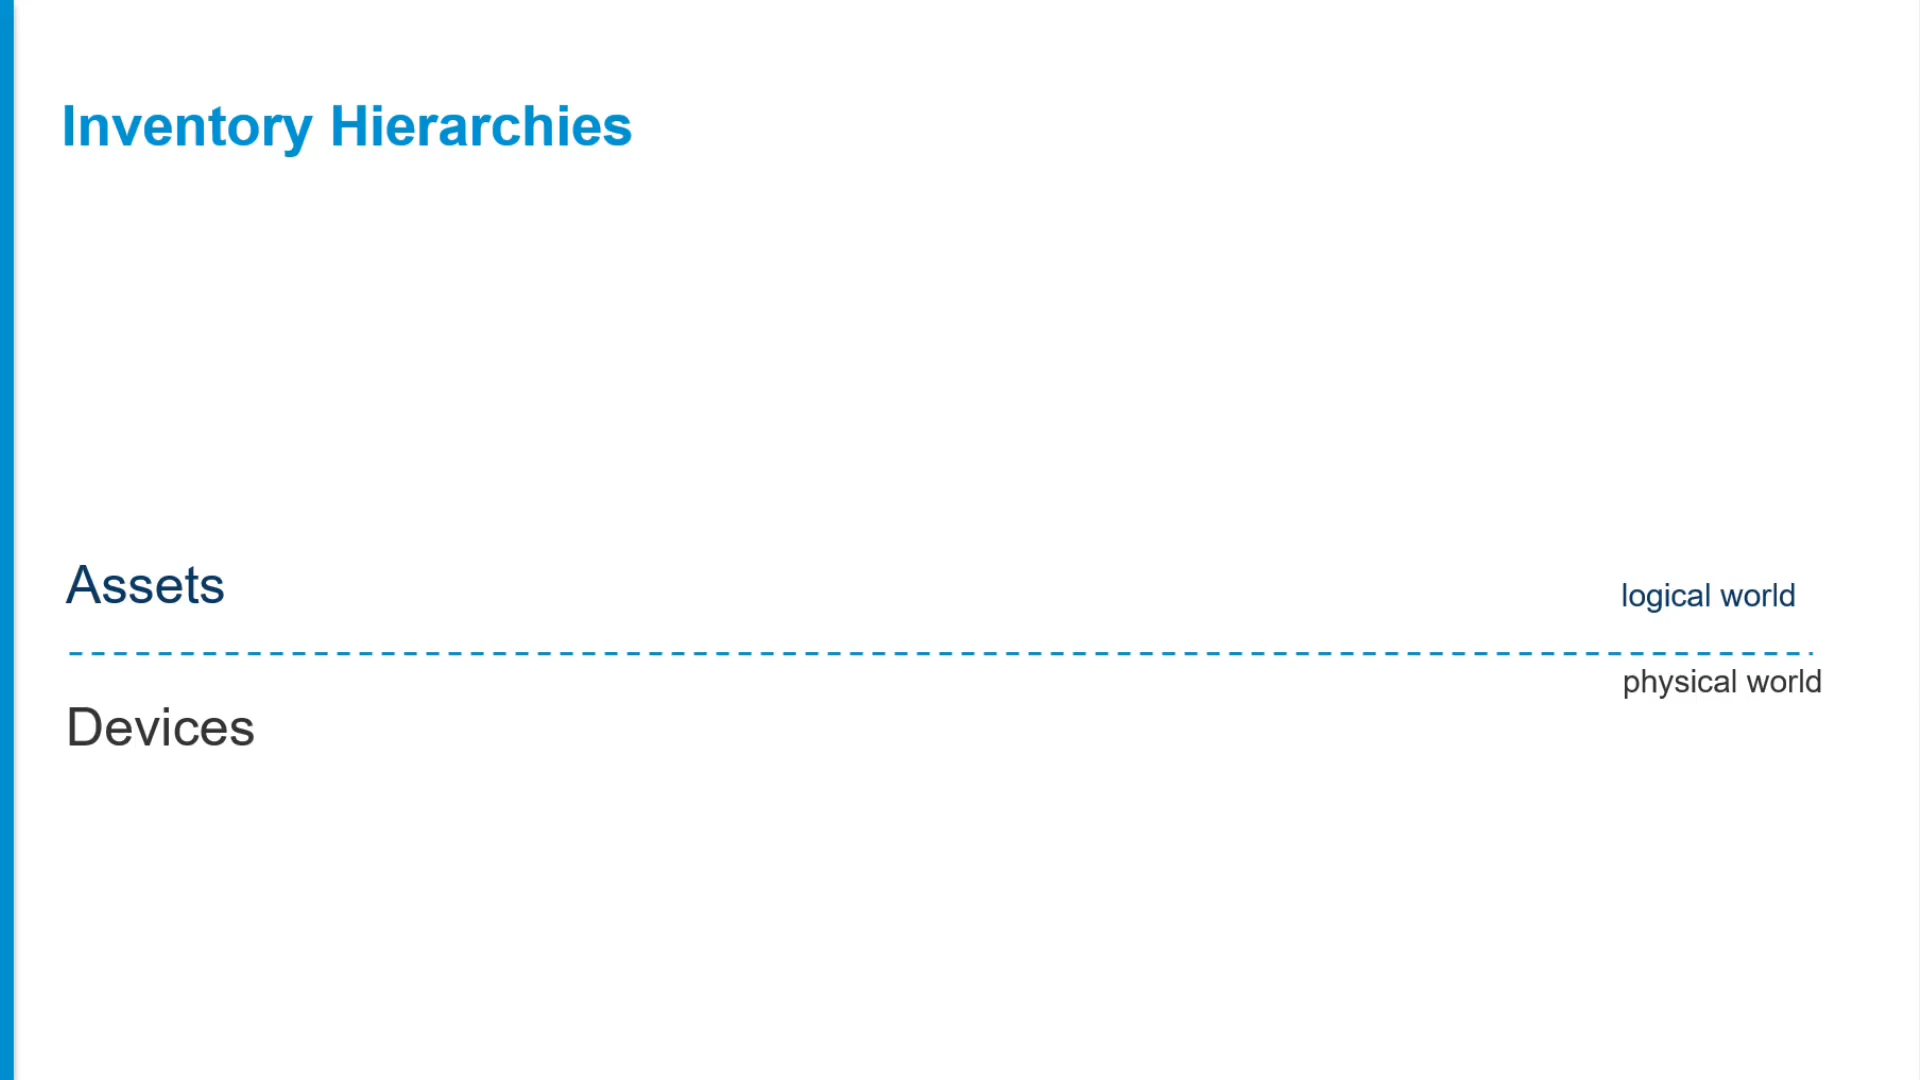 Inventory Hierarchies
Assets
logical world
physical world
Devices